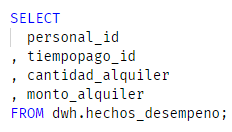 SELECT
personal_id
, tiempopago_id
, cantidad_alquiler
, monto_alquiler
FROM dwh.hechos_desempeno;